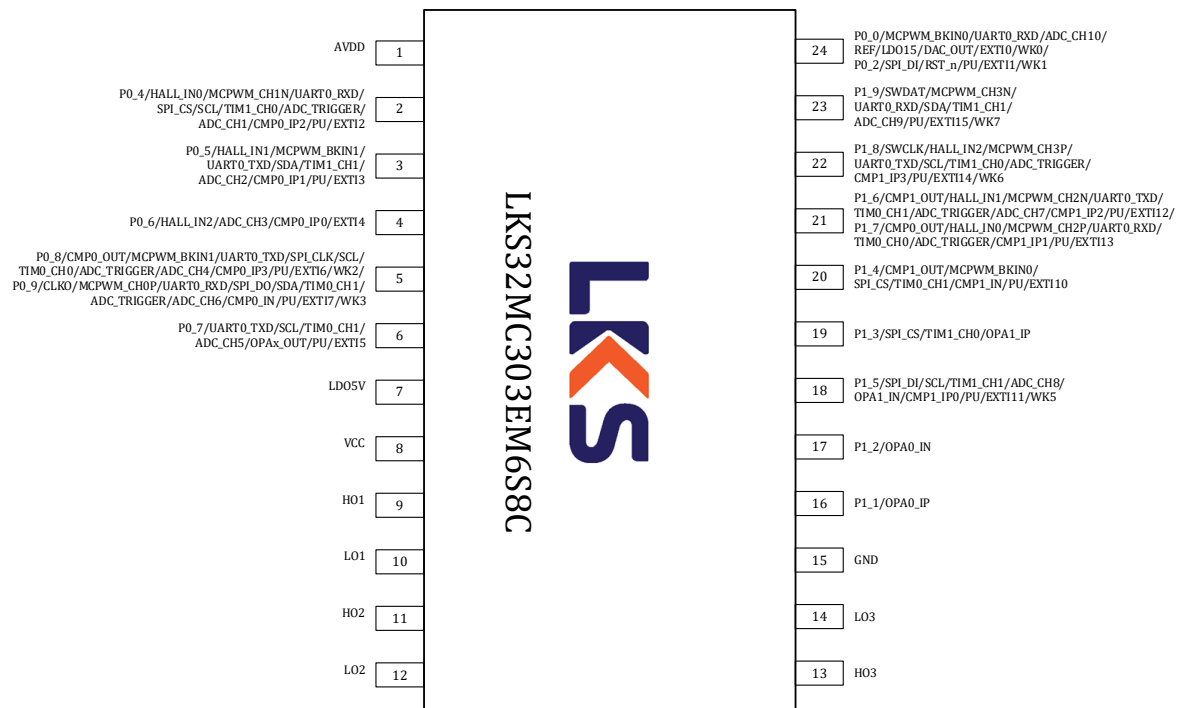 AVDD
1
P0_4/HALL_IN0/MCPWM_CH1N/UART0_RXD/
SPI_CS/SCL/TIM1_CH0/ADC_TRIGGER/
ADC_CH1/CMP0_IP2/PU/EXTI2
2
P0_5/HALL_IN1/MCPWM_BKIN1/
UART0_TXD/SDA/TIM1_CH1/
ADC_CH2/CMP0_IP1/PU/EXTI3
3
P0_6/HALL_IN2/ADC_CH3/CMP0_IP0/EXTI4
4
P0_8/CMP0_OUT/MCPWM_BKIN1/UART0_TXD/SPI_CLK/SCL/
TIM0_CH0/ADC_TRIGGER/ADC_CH4/CMP0_IP3/PU/EXTI6/WK2/
P0_9/CLKO/MCPWM_CH0P/UART0_RXD/SPI_DO/SDA/TIM0_CH1/
ADC_TRIGGER/ADC_CH6/CMP0_IN/PU/EXTI7/WK3
5
P0_7/UART0_TXD/SCL/TIM0_CH1/
ADC_CH5/OPAx_OUT/PU/EXTI5
6
LDO5V
7
VCC
8
HO1
9
LO1
10
HO2
11
LO2
12
LKS32MC303EM6S8C
LKS
24
P0_0/MCPWM_BKIN0/UART0_RXD/ADC_CH10/
REF/LDO15/DAC_OUT/EXTI0/WK0/
P0_2/SPI_DI/RST_n/PU/EXTI1/WK1
23
P1_9/SWDAT/MCPWM_CH3N/
UART0_RXD/SDA/TIM1_CH1/
ADC_CH9/PU/EXTI15/WK7
22
P1_8/SWCLK/HALL_IN2/MCPWM_CH3P/
UART0_TXD/SCL/TIM1_CH0/ADC_TRIGGER/
CMP1_IP3/PU/EXTI14/WK6
21
P1_6/CMP1_OUT/HALL_IN1/MCPWM_CH2N/UART0_TXD/
TIM0_CH1/ADC_TRIGGER/ADC_CH7/CMP1_IP2/PU/EXTI12/
P1_7/CMP0_OUT/HALL_IN0/MCPWM_CH2P/UART0_RXD/
TIM0_CH0/ADC_TRIGGER/CMP1_IP1/PU/EXTI13
20
P1_4/CMP1_OUT/MCPWM_BKIN0/
SPI_CS/TIM0_CH1/CMP1_IN/PU/EXTI10
19
P1_3/SPI_CS/TIM1_CH0/OPA1_IP
18
P1_5/SPI_DI/SCL/TIM1_CH1/ADC_CH8/
OPA1_IN/CMP1_IP0/PU/EXTI11/WK5
17
P1_2/OPA0_IN
16
P1_1/OPA0_IP
15
GND
14
LO3
13
HO3